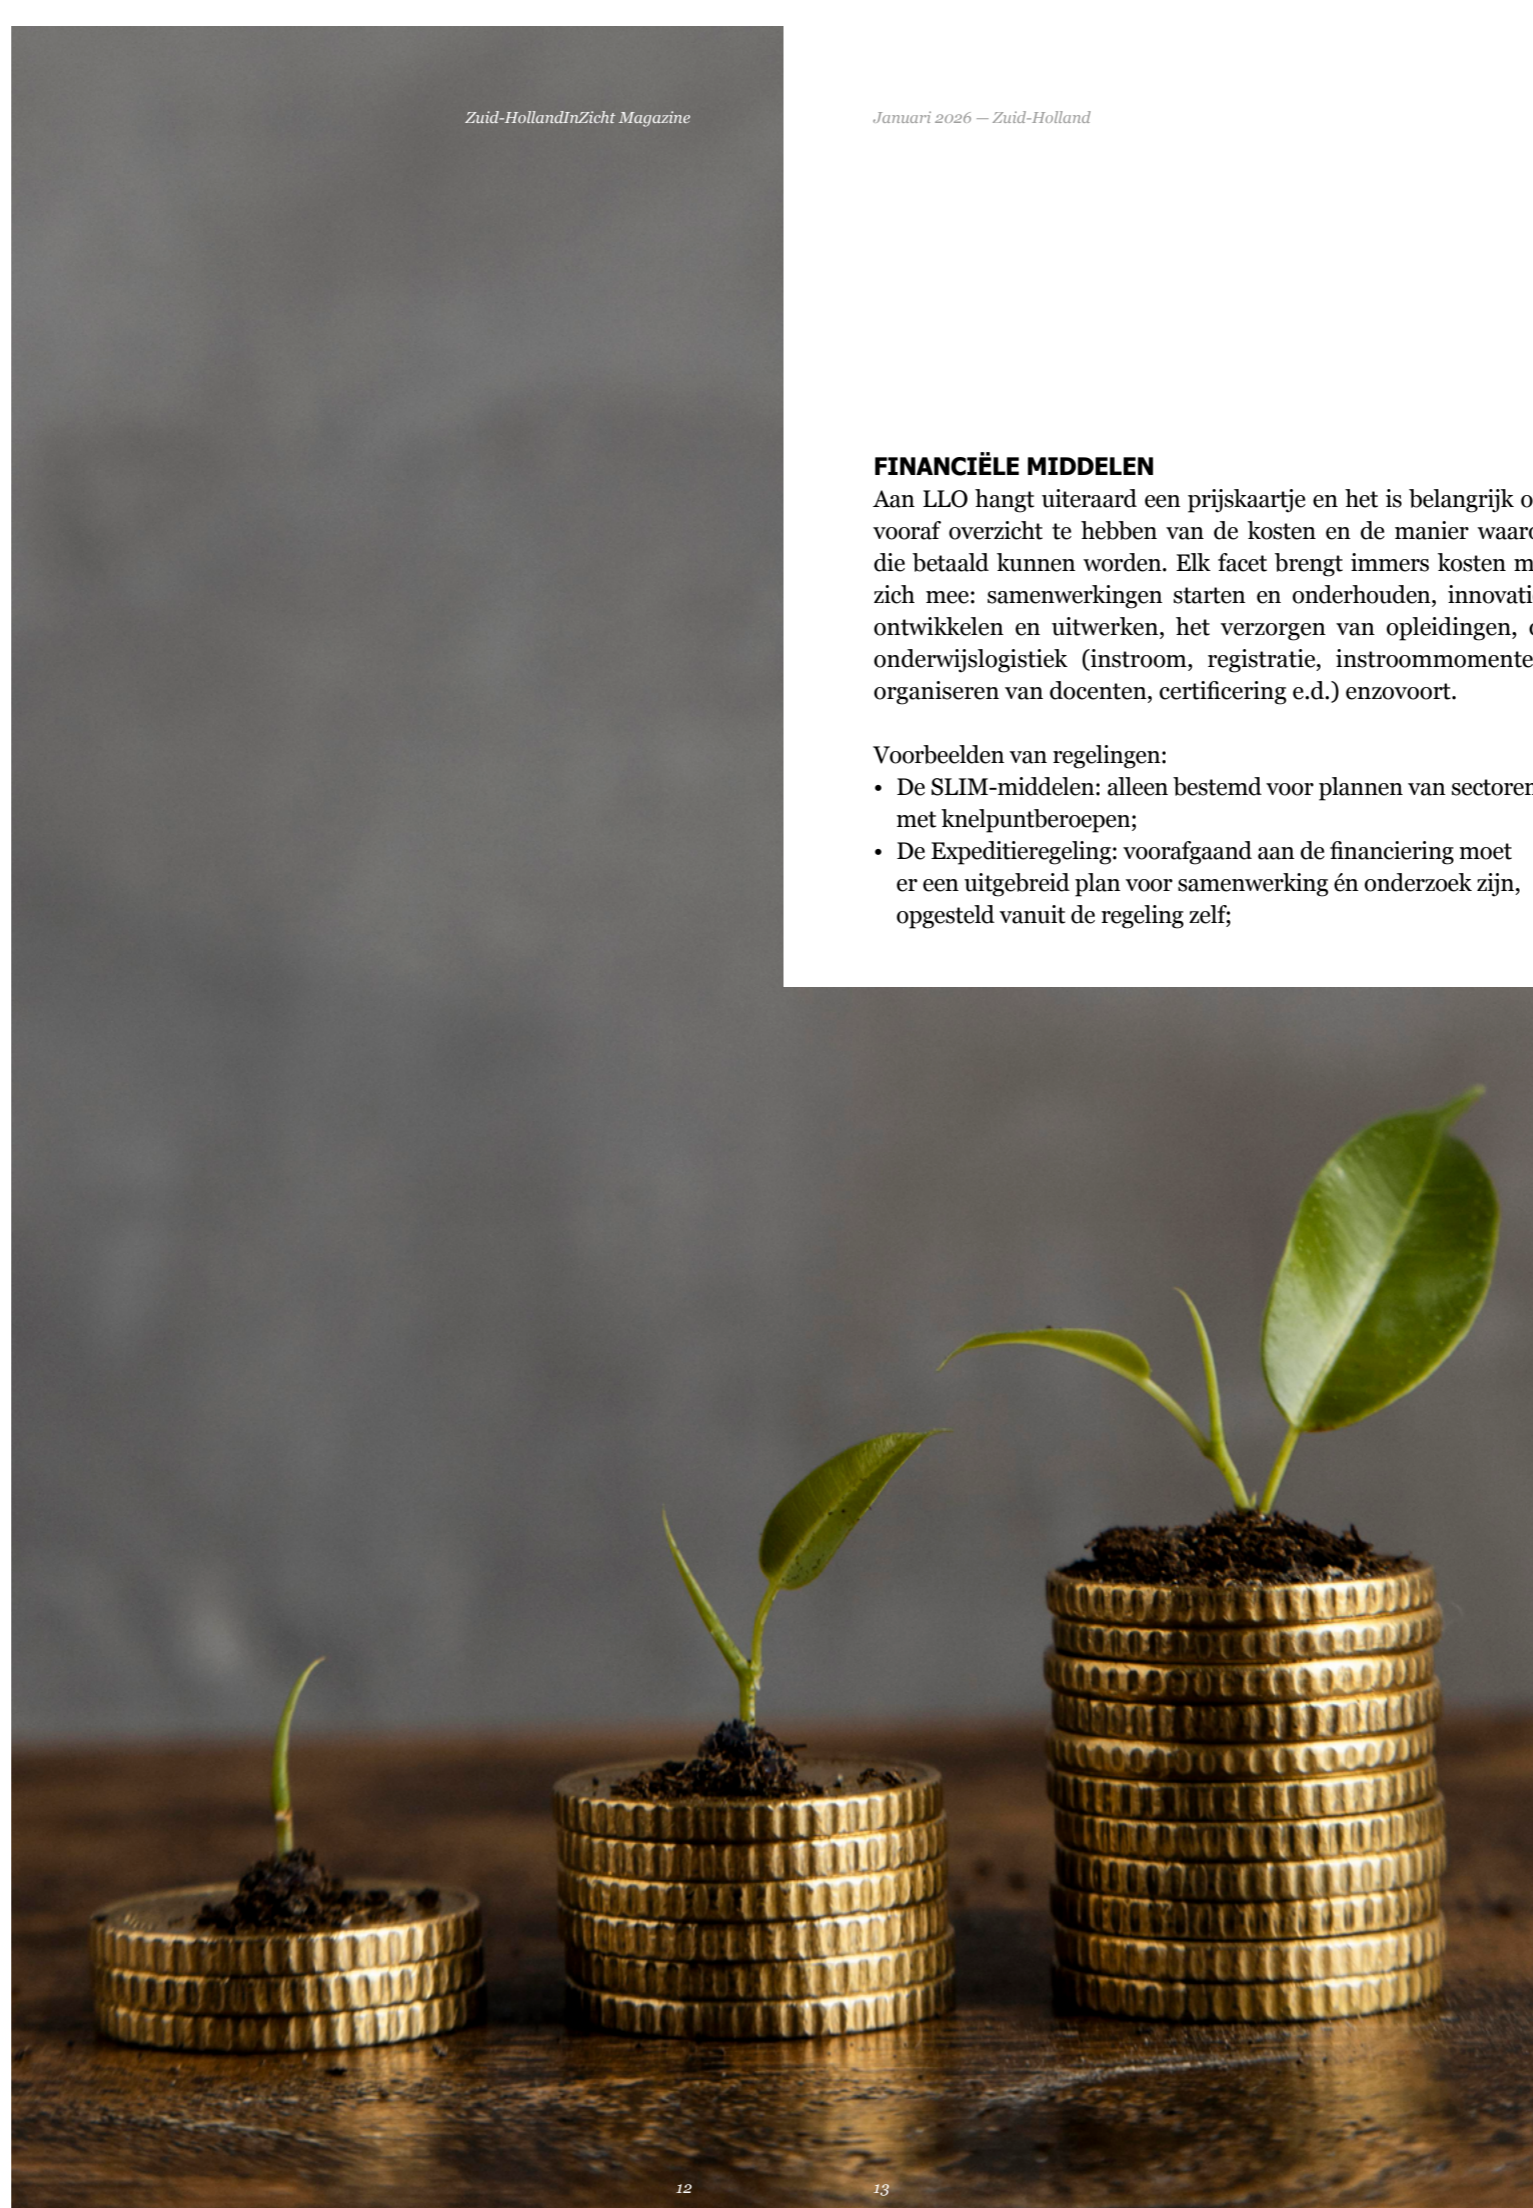 Zuid-HollandInZicht Magazine
Januari 2026 — Zuid-Holland
FINANCIËLE MIDDELEN
Aan LLO hangt uiteraard een prijskaartje en het is belangrijk
vooraf overzicht te hebben van de kosten en de manier
die betaald kunnen worden. Elk facet brengt immers kosten
zich mee: samenwerkingen starten en onderhouden,
ontwikkelen en uitwerken, het verzorgen van opleidingen,
onderwijslogistiek (instroom, registratie,
organiseren van docenten, certificering e.d.) enzovoort.
Voorbeelden van regelingen:
• De SLIM-middelen: alleen bestemd voor plannen van sectoren
met knelpuntberoepen;
• De Expeditieregeling: voorafgaand aan de financiering moet
er een uitgebreid plan voor samenwerking én onderzoek zijn,
opgesteld vanuit de regeling zelf;
12
13